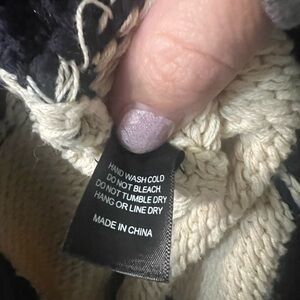 HAND WASH COLD
DO NOT BLEACH
DO NOT TUMBLE DRY
HANG OR LINE DRY
MADE IN CHINA